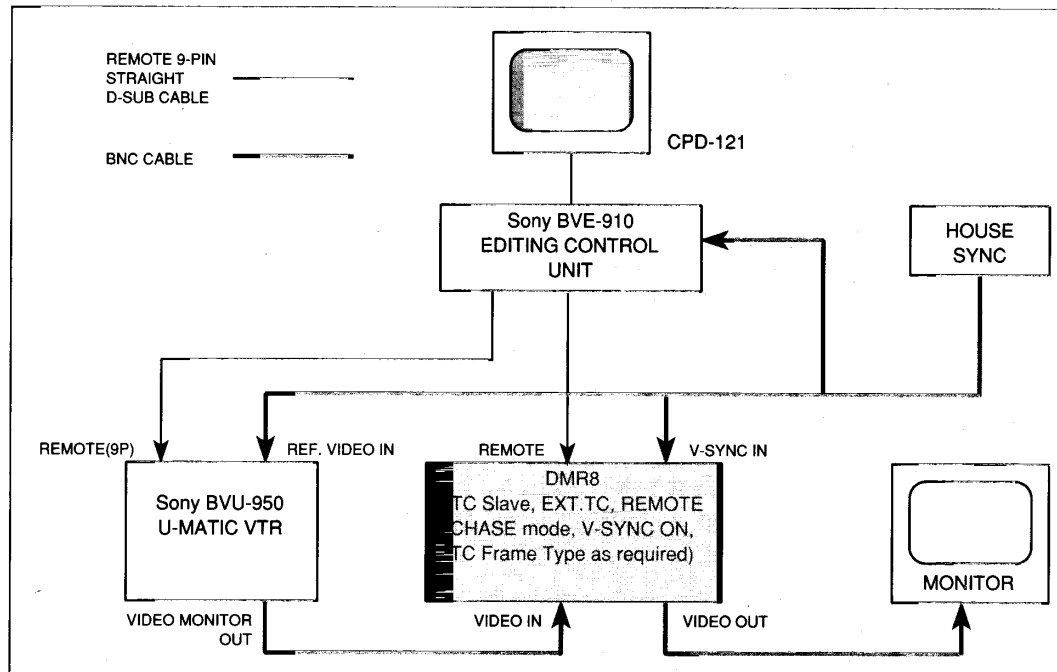 REMOTE 9-PIN
STRAIGHT
D-SUB CABLE
BNC CABLE
CPD-121
Sony BVE-910
EDITING CONTROL
UNIT
HOUSE
SYNC
REMOTE(9P)
REF. VIDEO IN
REMOTE
V-SYNC IN
Sony BVU-950
U-MATIC VTR
DMR8
TC Slave, EXT.TC, REMOTE
CHASE mode, V-SYNC ON,
TC Frame Type as required)
MONITOR
VIDEO MONITOR
OUT
VIDEO IN
VIDEO OUT